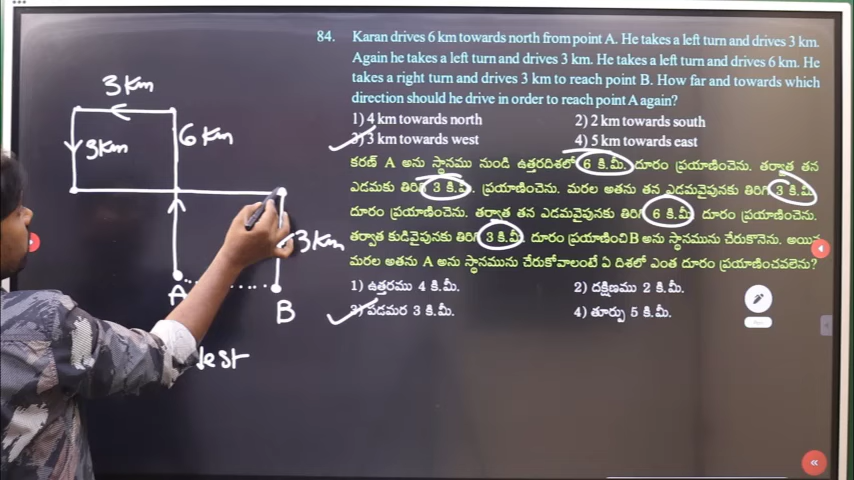 84. Karan drives 6 km towards north from point A. He takes a left turn and drives 3 km.
Again he takes a left turn and drives 3 km. He takes a left turn and drives 6 km. He
takes a right turn and drives 3 km to reach point B. How far and towards which
direction should he drive in order to reach point A again?
1) 4 km towards north 2) 2 km towards south
3) 3 km towards west 4) 5 km towards east
కరణ్ A అను స్థానము నుండి ఉత్తరదిశలో 6 కి.మీ. దూరం ప్రయాణించెను. తర్వాత తన
ఎడమకు తిరిగి 3 కి.మీ. ప్రయాణించెను. మరల అతను తన ఎడమవైపునకు తిరిగి 3 కి.మీ
దూరం ప్రయాణించెను. తర్వాత తన ఎడమవైపునకు తిరిగి 6 కి.మీ దూరం ప్రయాణించెను.
తర్వాత కుడివైపునకు తిరిగి 3 కి.మీ. దూరం ప్రయాణించి B అను స్థానమును చేరుకొనెను. అయిన
మరల అతను A అను స్థానమును చేరుకోవాలంటే ఏ దిశలో ఎంత దూరం ప్రయాణించవలెను?
1) ఉత్తరము 4 కి.మీ. 2) దక్షిణము 2 కి.మీ.
3) పడమర 3 కి.మీ. 4) తూర్పు 5 కి.మీ.
3km
6km
3km
3km
A
B